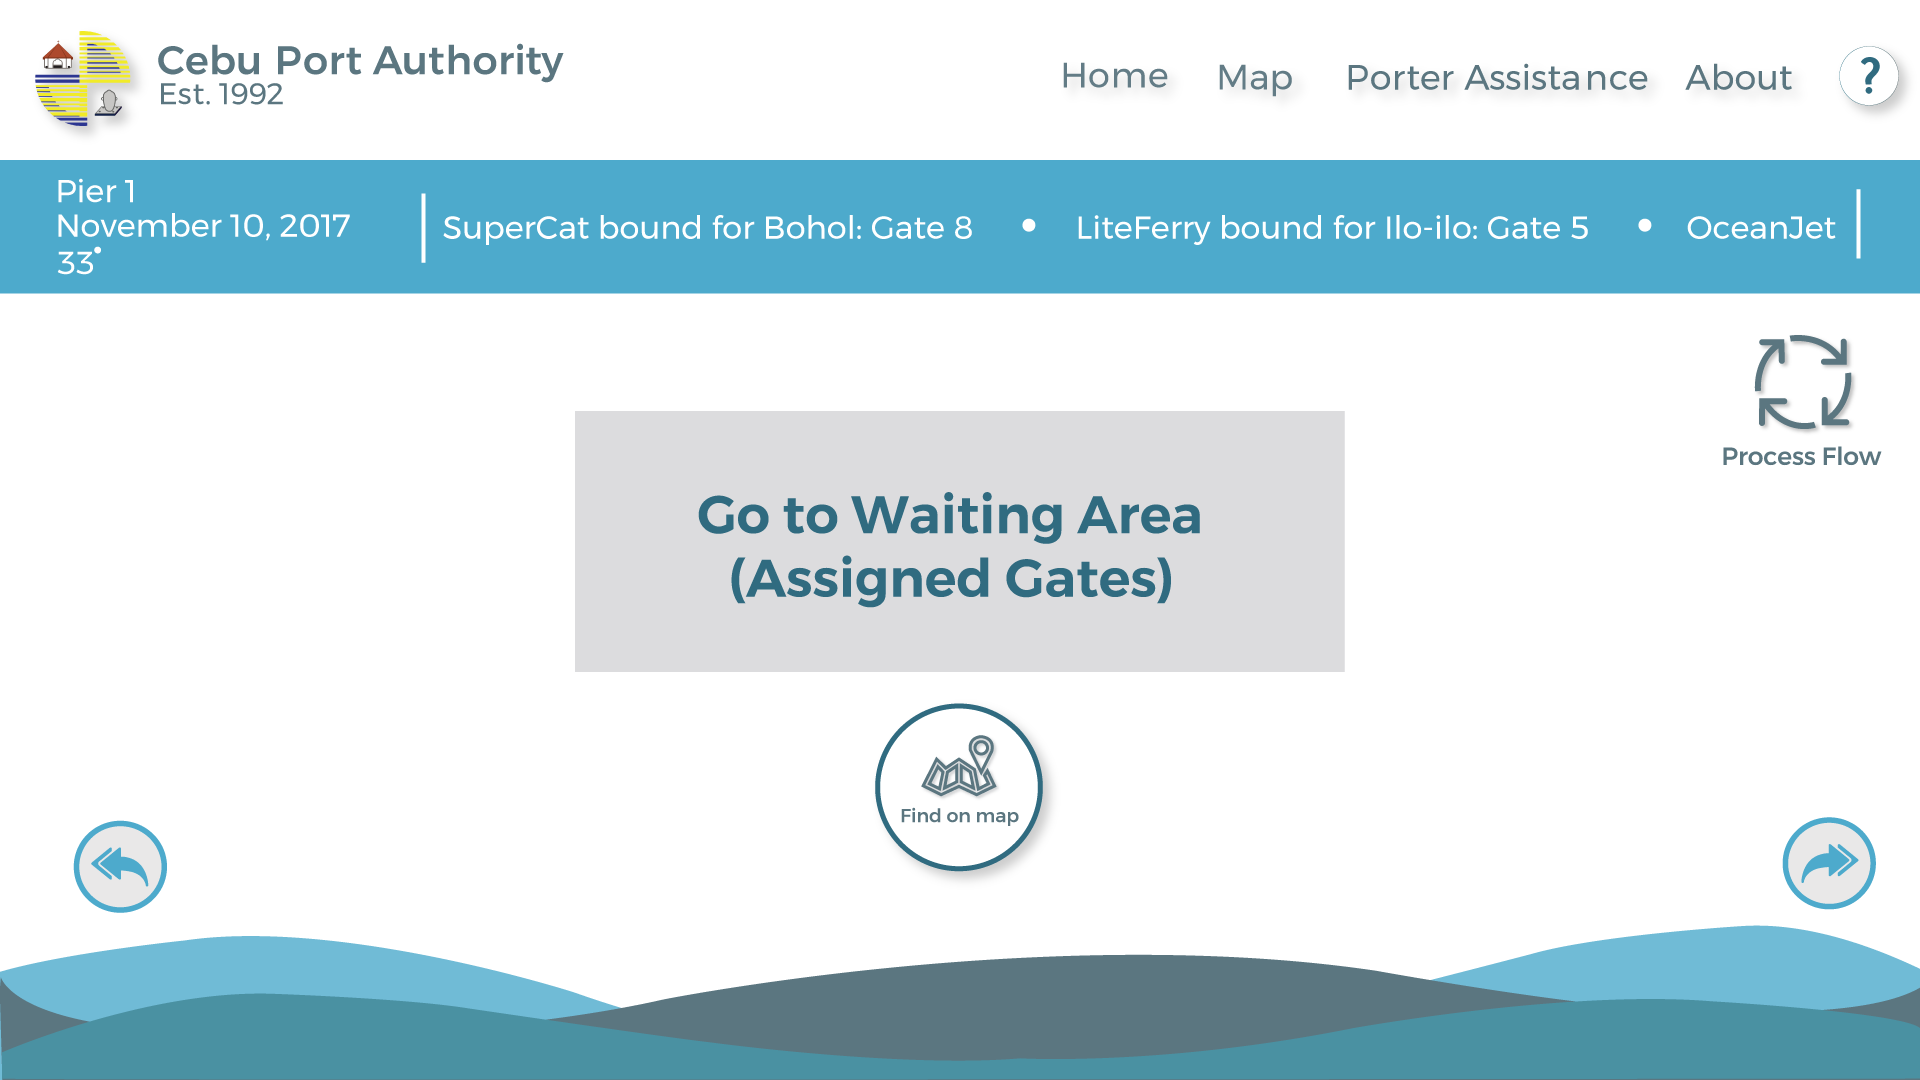 Cebu Port Authority
Est. 1992
Home Map Porter Assistance About ?
Pier 1
November 10, 2017
33°
SuperCat bound for Bohol: Gate 8 • LiteFerry bound for Ilo-ilo: Gate 5 • OceanJet
Process Flow
Go to Waiting Area
(Assigned Gates)
Find on map